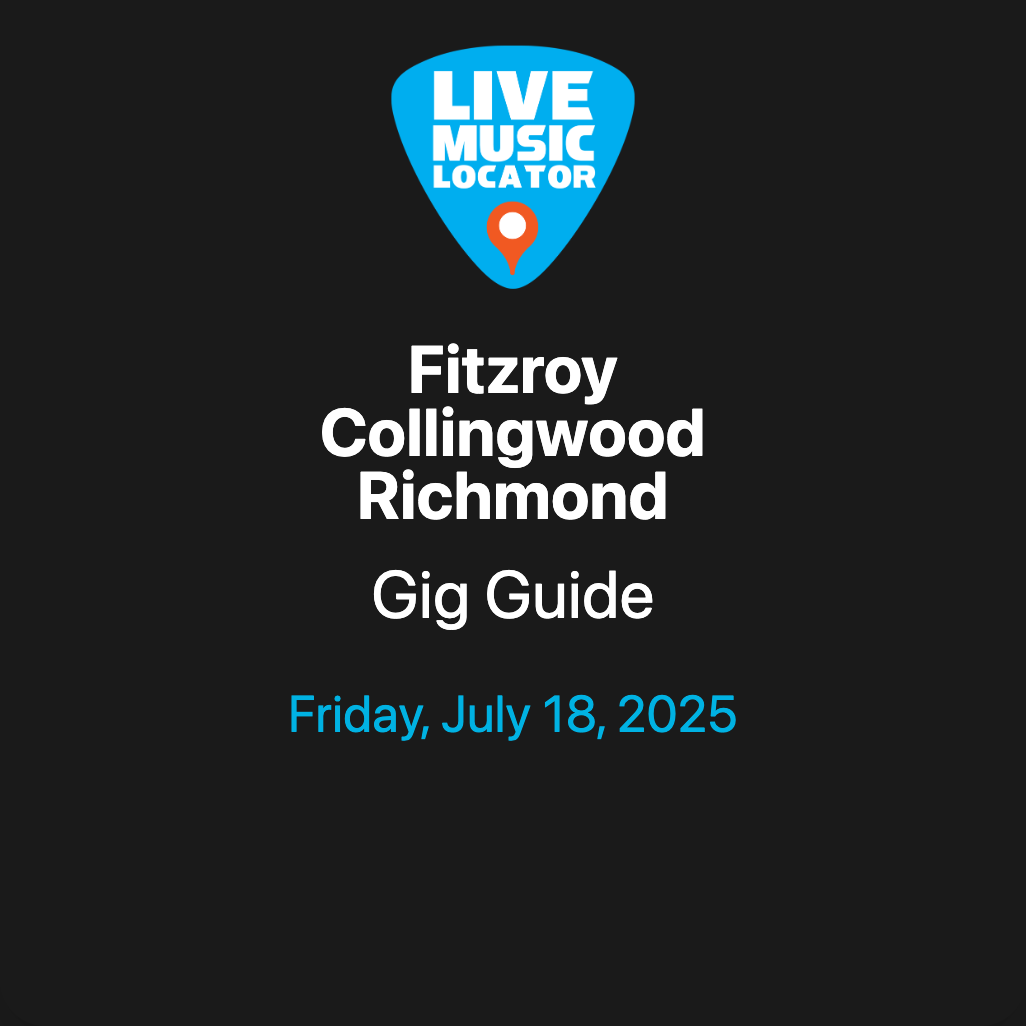 LIVE
MUSIC
LOCATOR
Fitzroy
Collingwood
Richmond
Gig Guide
Friday, July 18, 2025